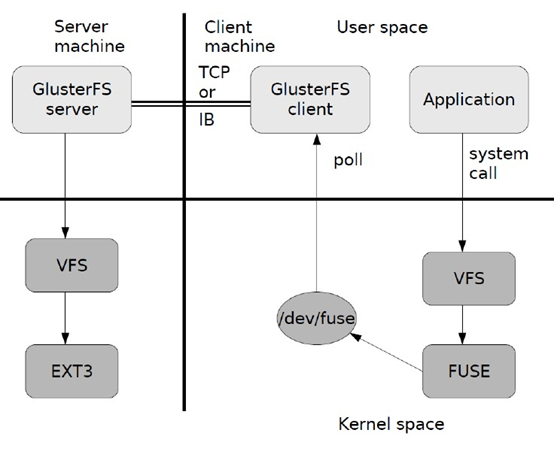 Server
machine
Client
machine
User space
GlusterFS
server
TCP
or
IB
GlusterFS
client
Application
poll
system
call
VFS
VFS
/dev/fuse
EXT3
FUSE
Kernel space